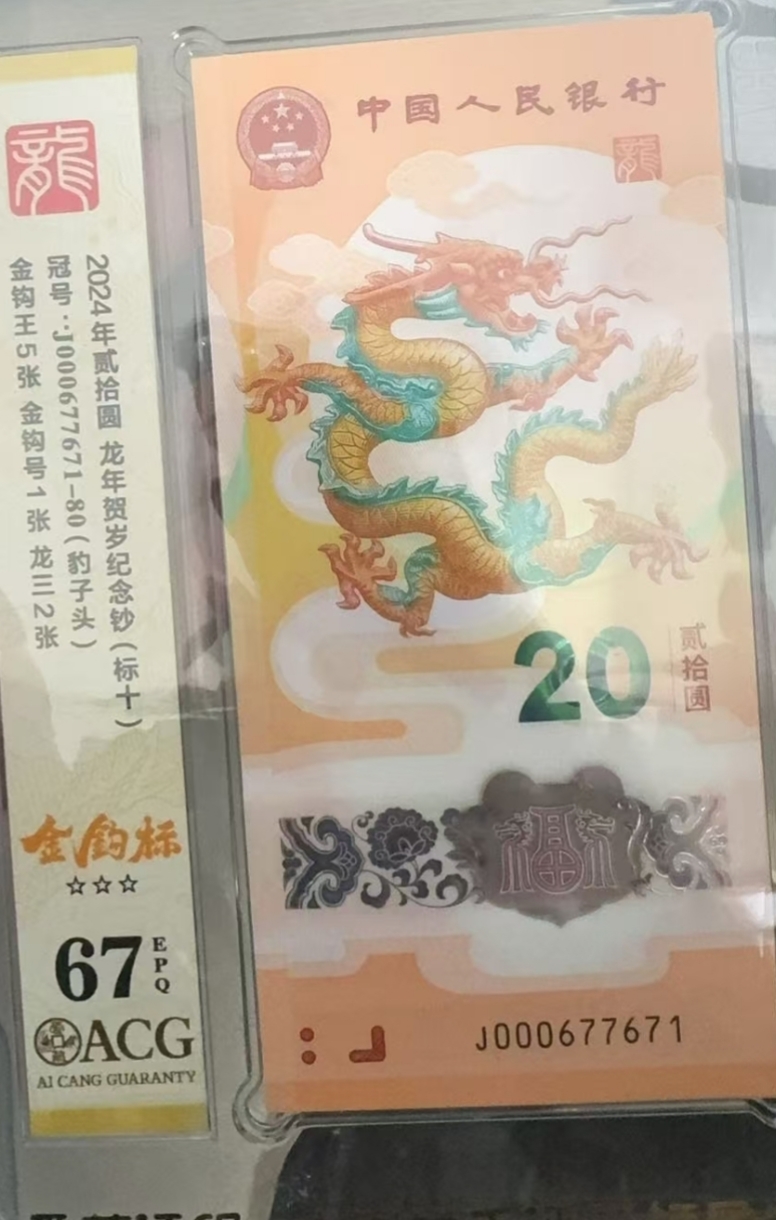 龍
2024年贰拾圆 龙年贺岁纪念钞（标十）
冠号：J000677671-80（豹子头）
金钩王5张 金钩号1张 龙三2张
金钩标
☆☆☆
67 EPQ
ACG
AI CANG GUARANTY
中国人民银行
龍
20
贰拾圆
J000677671